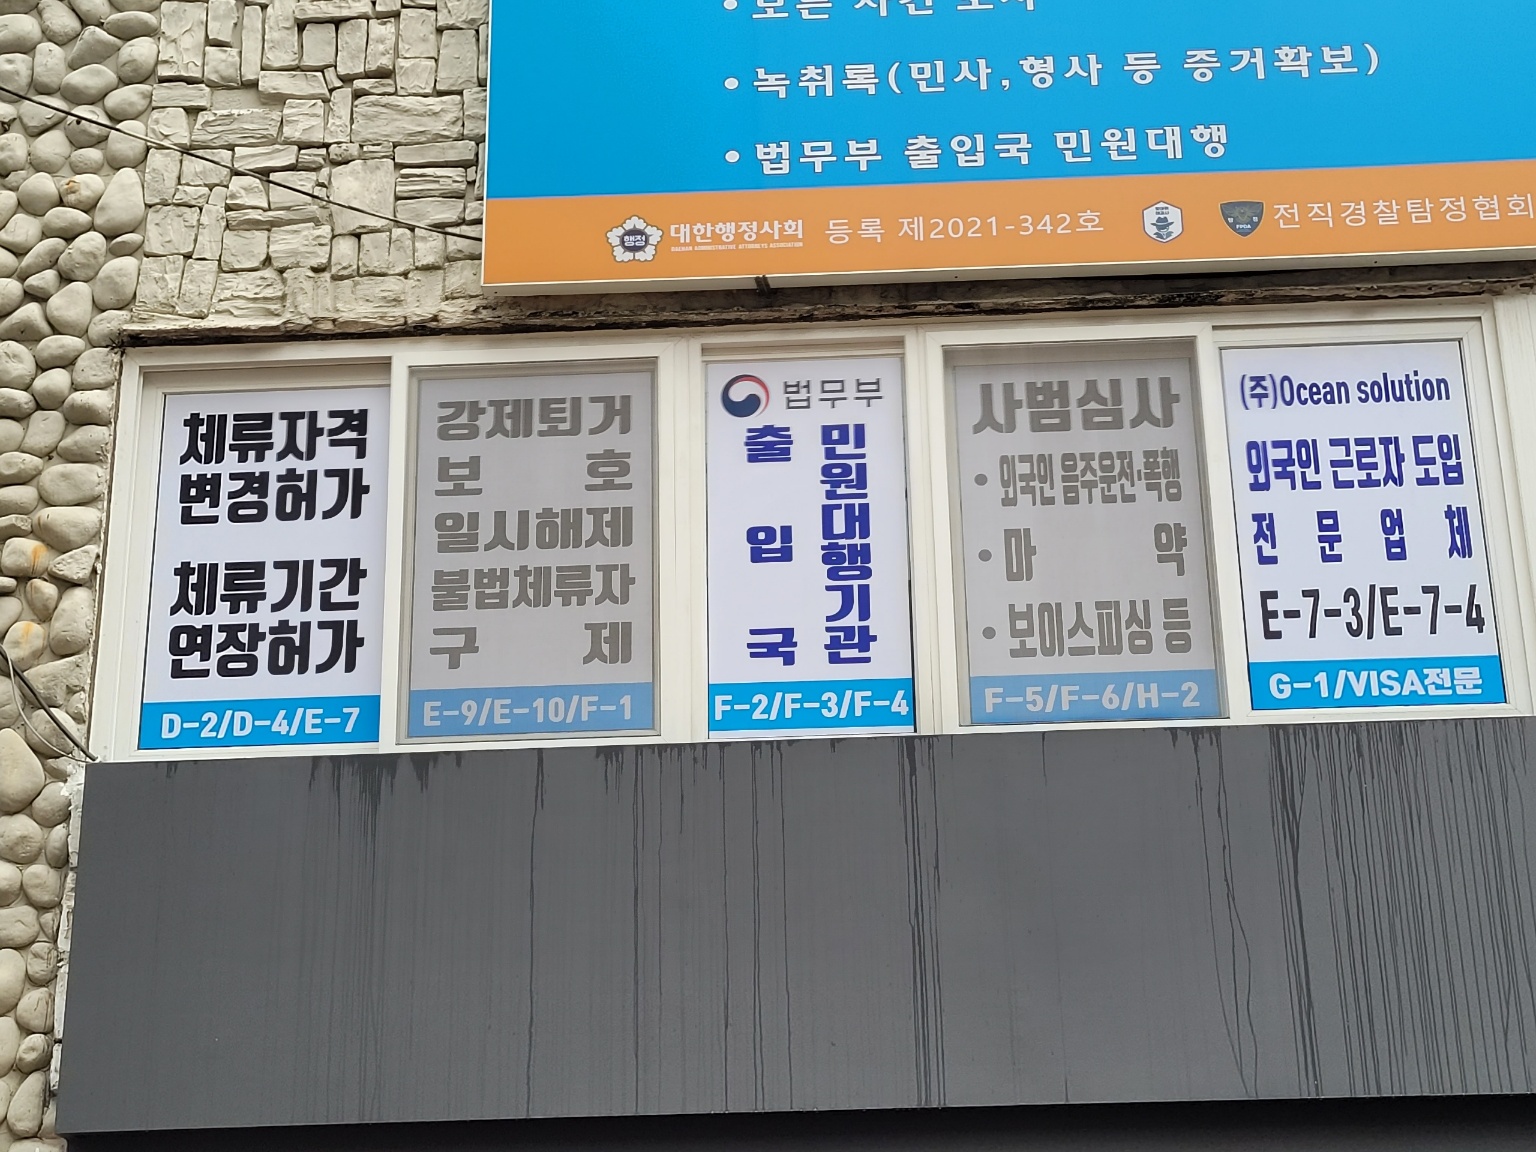 • 녹취록(민사,형사 등 증거확보)
• 법무부 출입국 민원대행
행정
대한행정사회 등록 제2021-342호
전직경찰탐정협회
체류자격
변경허가
체류기간
연장허가
D-2/D-4/E-7
강제퇴거
보 호
일시해제
불법체류자
구 제
E-9/E-10/F-1
법무부
출입국
민원대행기관
F-2/F-3/F-4
사범심사
• 외국인 음주운전·폭행
• 마 약
• 보이스피싱 등
F-5/F-6/H-2
(주)Ocean solution
외국인 근로자 도입
전 문 업 체
E-7-3/E-7-4
G-1/VISA전문